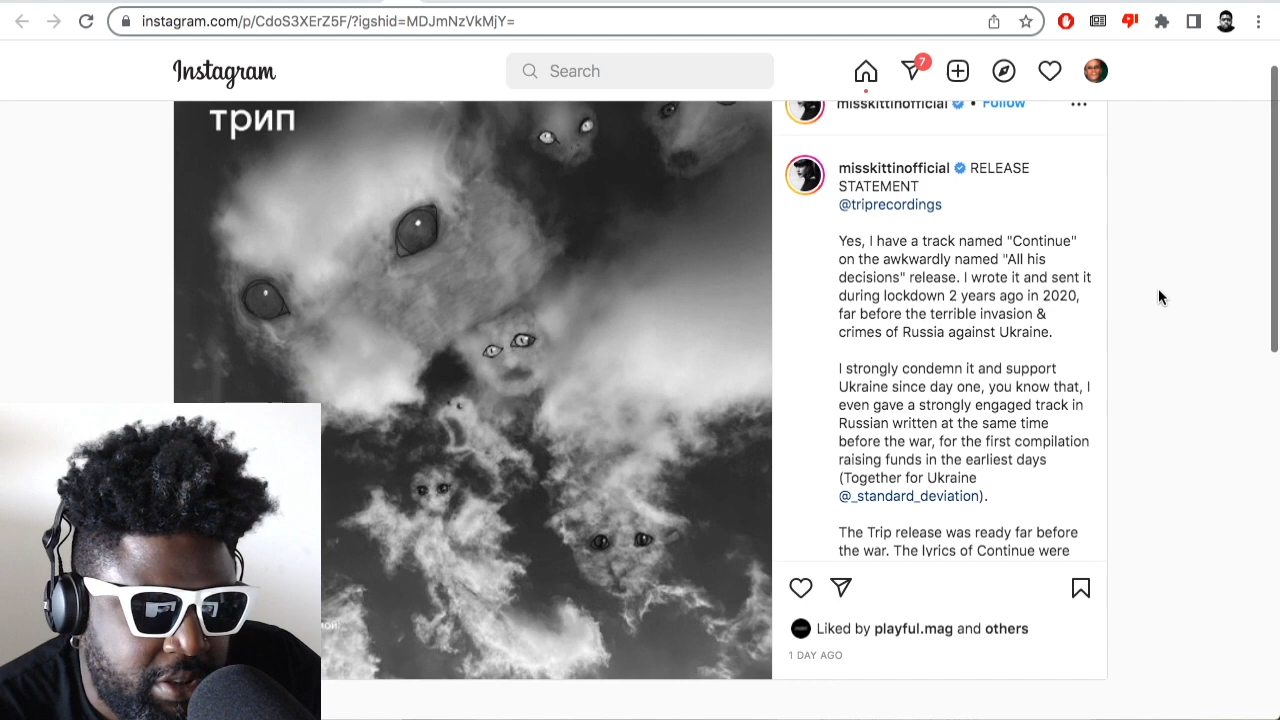 instagram.com/p/CdoS3XErZ5F/?igshid=MDJmNzVkMjY=
Instagram
Search
7
трип
misskittinofficial • Follow
misskittinofficial RELEASE
STATEMENT
@triprecordings
Yes, I have a track named "Continue"
on the awkwardly named "All his
decisions" release. I wrote it and sent it
during lockdown 2 years ago in 2020,
far before the terrible invasion &
crimes of Russia against Ukraine.
I strongly condemn it and support
Ukraine since day one, you know that, I
even gave a strongly engaged track in
Russian written at the same time
before the war, for the first compilation
raising funds in the earliest days
(Together for Ukraine
@_standard_deviation).
The Trip release was ready far before
the war. The lyrics of Continue were
Liked by playful.mag and others
1 DAY AGO